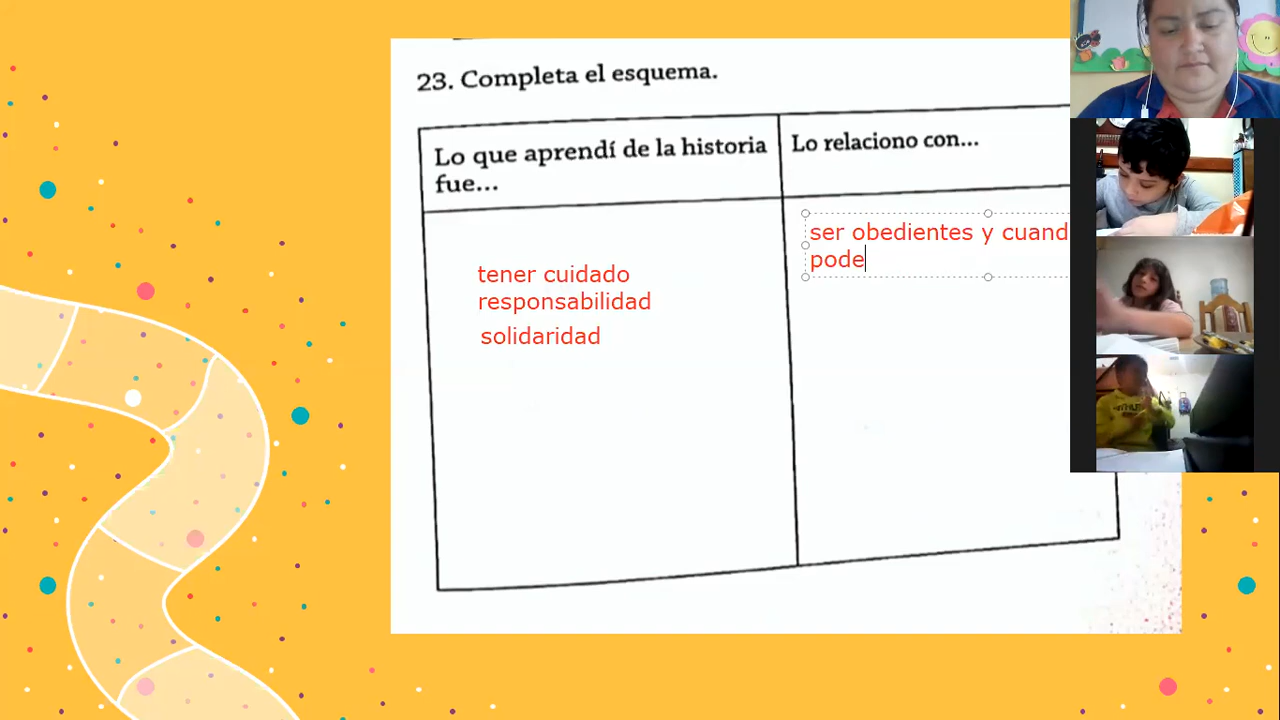 23. Completa el esquema.
Lo que aprendí de la historia
fue...
Lo relaciono con...
tener cuidado
responsabilidad
solidaridad
ser obedientes y cuand
pode